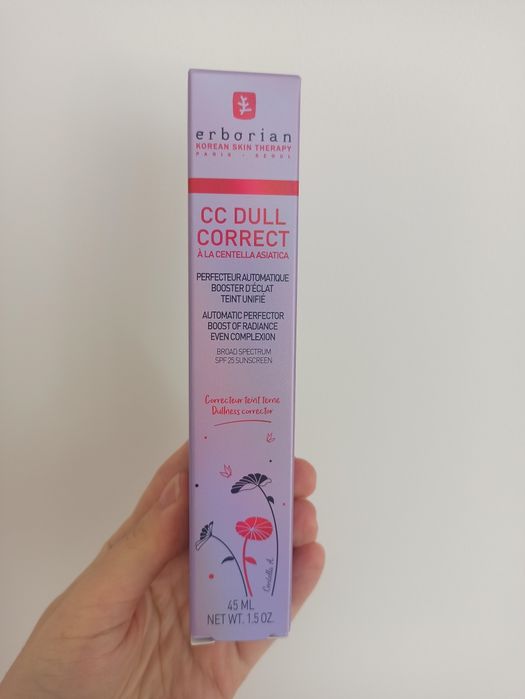 erborian
KOREAN SKIN THERAPY
PARIS - SEOUL
CC DULL
CORRECT
À LA CENTELLA ASIATICA
PERFECTEUR AUTOMATIQUE
BOOSTER D'ÉCLAT
TEINT UNIFIÉ
AUTOMATIC PERFECTOR
BOOST OF RADIANCE
EVEN COMPLEXION
BROAD SPECTRUM
SPF 25 SUNSCREEN
Correcteur teint terne
Dullness corrector
Centella A.
45 ML
NET WT. 1.5 OZ.